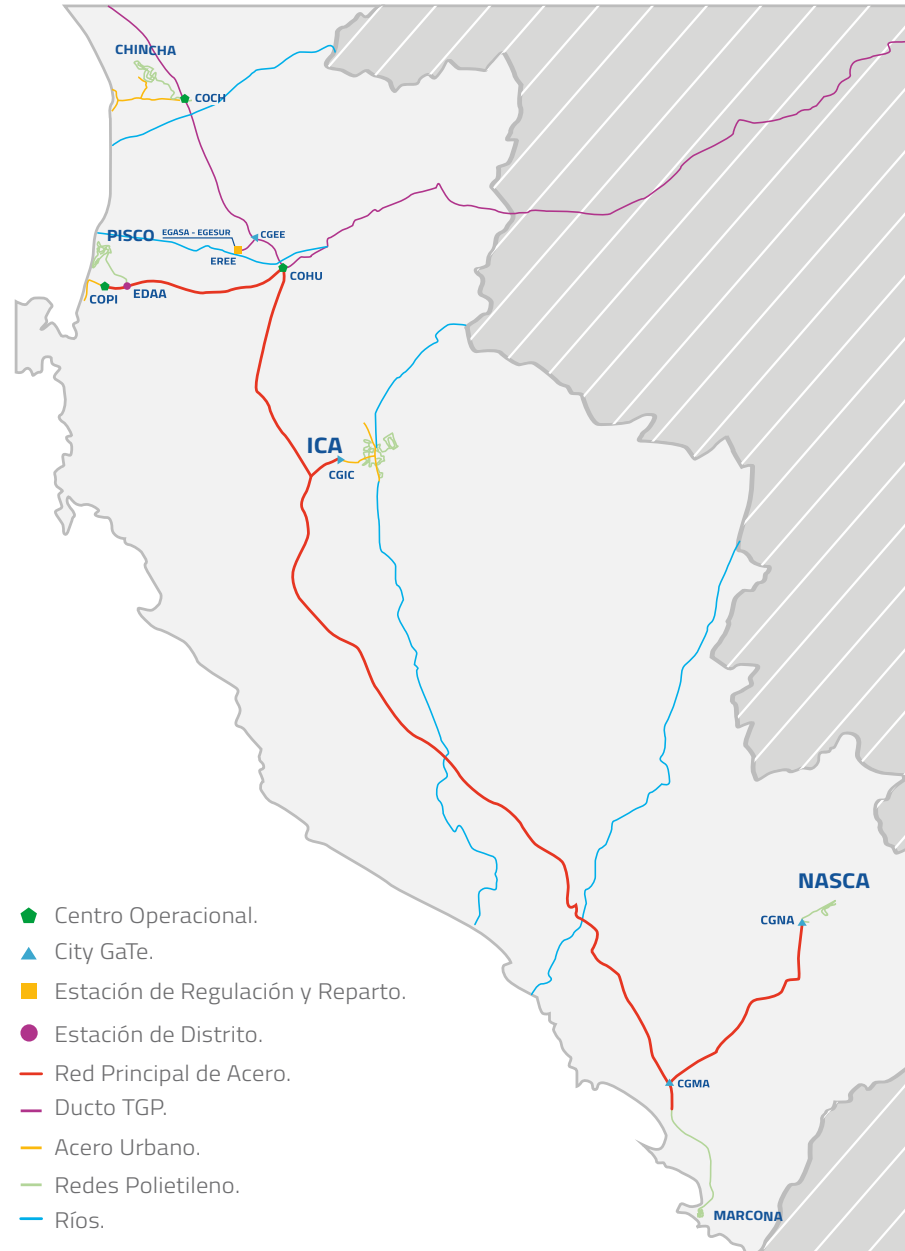 CHINCHA
COCH
PISCO
EGASA - EGESUR
CGEE
EREE
COHU
COPI
EDAA
ICA
CGIC
NASCA
CGNA
CGMA
MARCONA
Centro Operacional.
City GaTe.
Estación de Regulación y Reparto.
Estación de Distrito.
Red Principal de Acero.
Ducto TGP.
Acero Urbano.
Redes Polietileno.
Ríos.